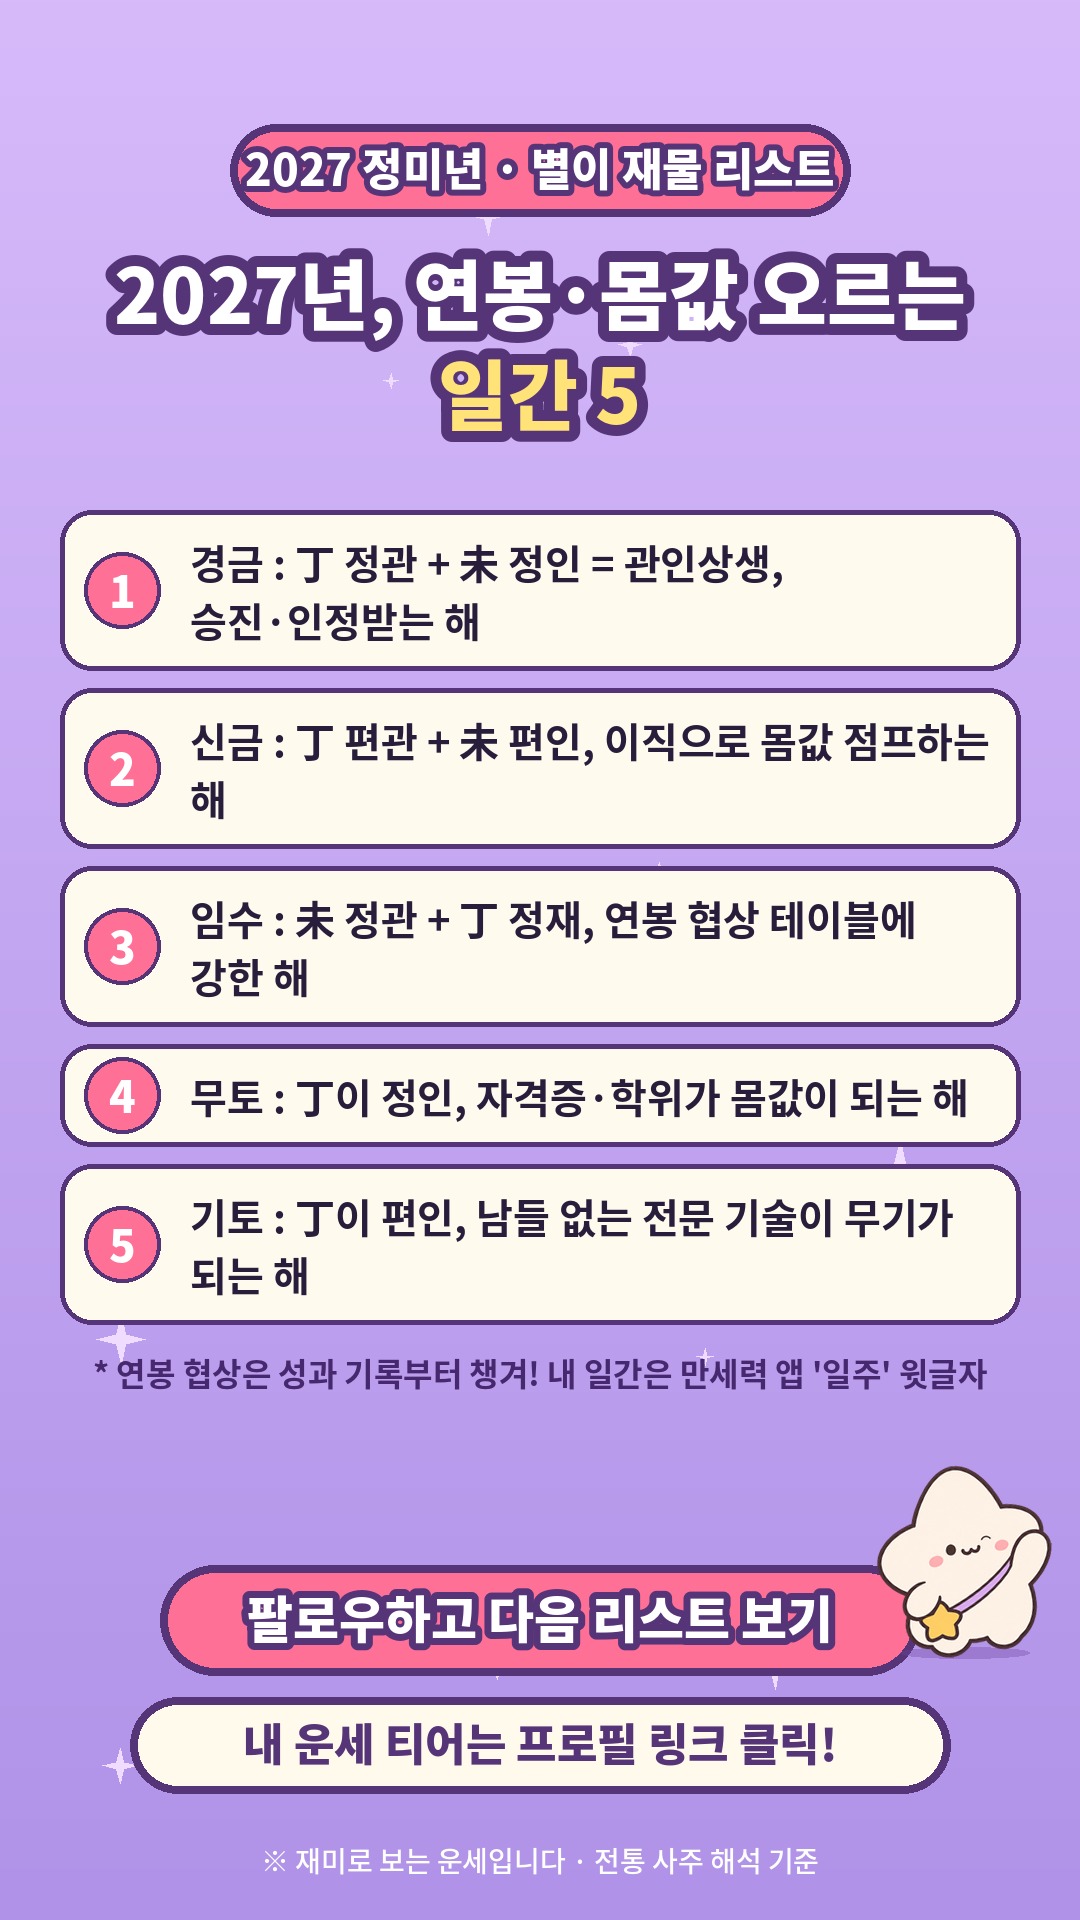 2027 정미년 · 별이 재물 리스트
2027년, 연봉·몸값 오르는
일간 5
1
경금 : 丁 정관 + 未 정인 = 관인상생,
승진·인정받는 해
2
신금 : 丁 편관 + 未 편인, 이직으로 몸값 점프하는
해
3
임수 : 未 정관 + 丁 정재, 연봉 협상 테이블에
강한 해
4
무토 : 丁이 정인, 자격증·학위가 몸값이 되는 해
5
기토 : 丁이 편인, 남들 없는 전문 기술이 무기가
되는 해
* 연봉 협상은 성과 기록부터 챙겨! 내 일간은 만세력 앱 '일주' 윗글자
팔로우하고 다음 리스트 보기
내 운세 티어는 프로필 링크 클릭!
※ 재미로 보는 운세입니다 · 전통 사주 해석 기준